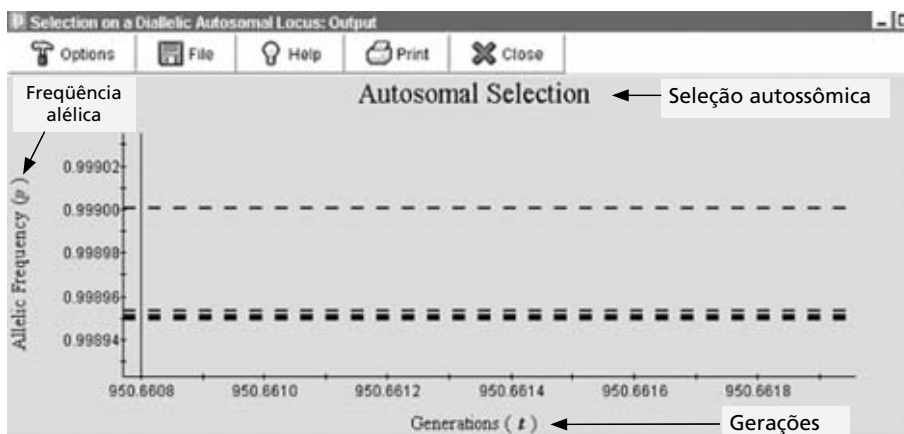 Selection on a Diallelic Autosomal Locus: Output
Options File Help Print Close
Freqüência
alélica
Autosomal Selection
Seleção autossômica
Allelic Frequency (p)
0.99902
0.99900
0.99898
0.99896
0.99894
950.6608 950.6610 950.6612 950.6614 950.6616 950.6618
Generations ( t )
Gerações